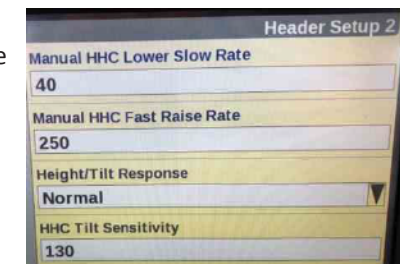 Header Setup 2
e
Manual HHC Lower Slow Rate
40
Manual HHC Fast Raise Rate
250
Height/Tilt Response
Normal
HHC Tilt Sensitivity
130